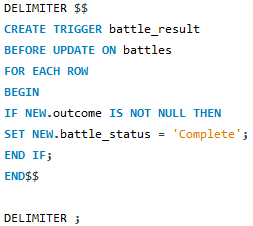 DELIMITER $$
CREATE TRIGGER battle_result
BEFORE UPDATE ON battles
FOR EACH ROW
BEGIN
IF NEW.outcome IS NOT NULL THEN
SET NEW.battle_status = 'Complete';
END IF;
END$$
DELIMITER ;